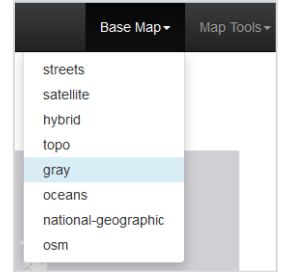 Base Map Map Tools
streets
satellite
hybrid
topo
gray
oceans
national-geographic
osm